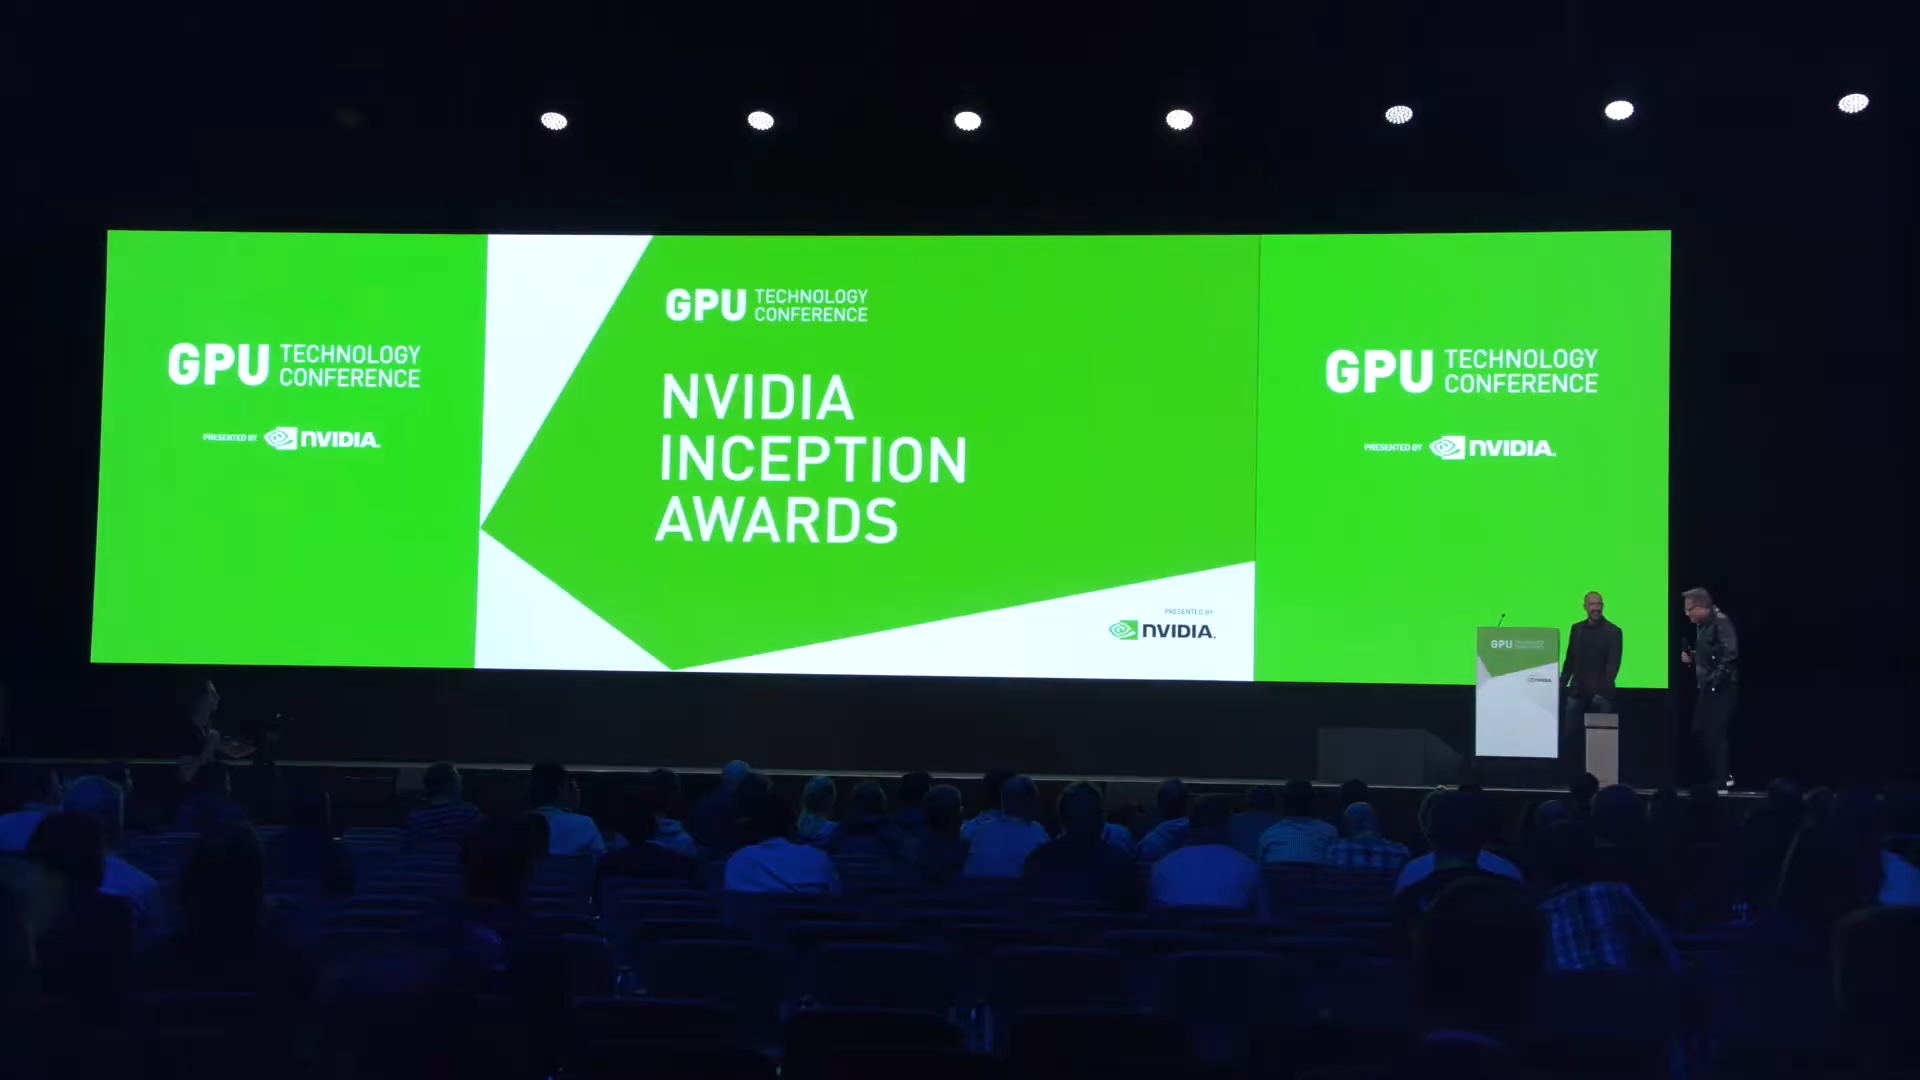 GPU TECHNOLOGY
CONFERENCE
PRESENTED BY NVIDIA.
GPU TECHNOLOGY
CONFERENCE
NVIDIA
INCEPTION
AWARDS
PRESENTED BY
NVIDIA.
GPU TECHNOLOGY
CONFERENCE
PRESENTED BY NVIDIA.
GPU
NVIDIA